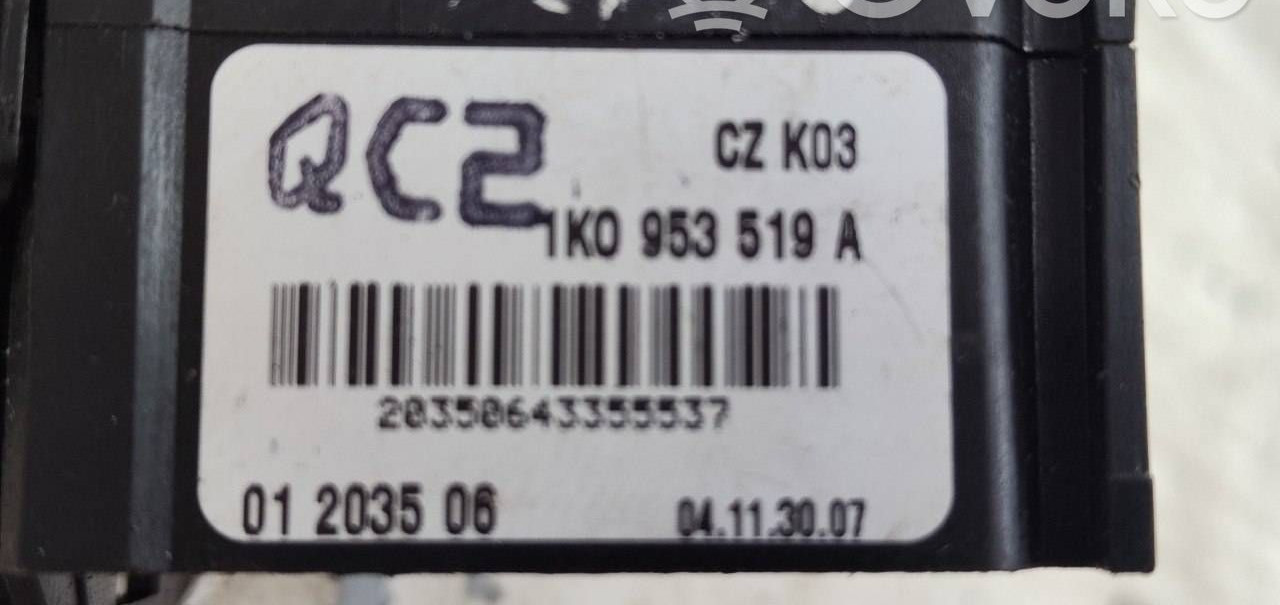 QC2
CZ K03
1K0 953 519 A
20350643355537
01 2035 06
04.11.30.07